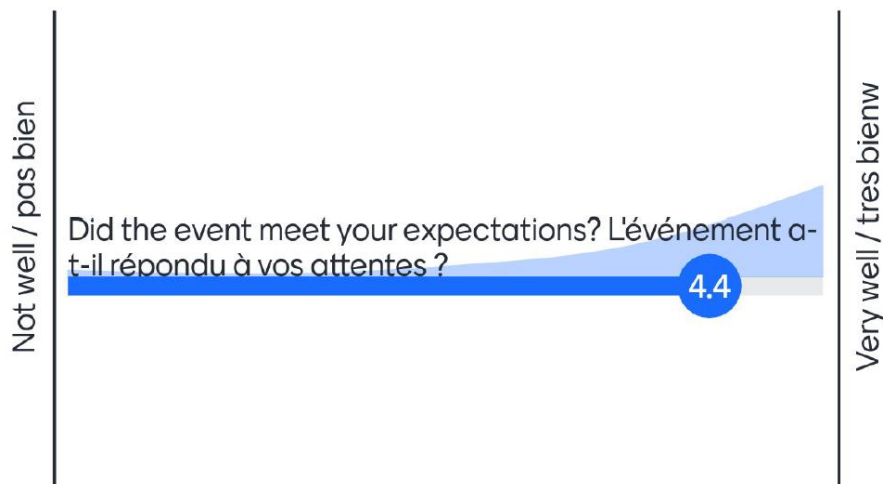 Not well / pas bien
Did the event meet your expectations? L'événement a-
t-il répondu à vos attentes ?
4.4
Very well / tres bienw